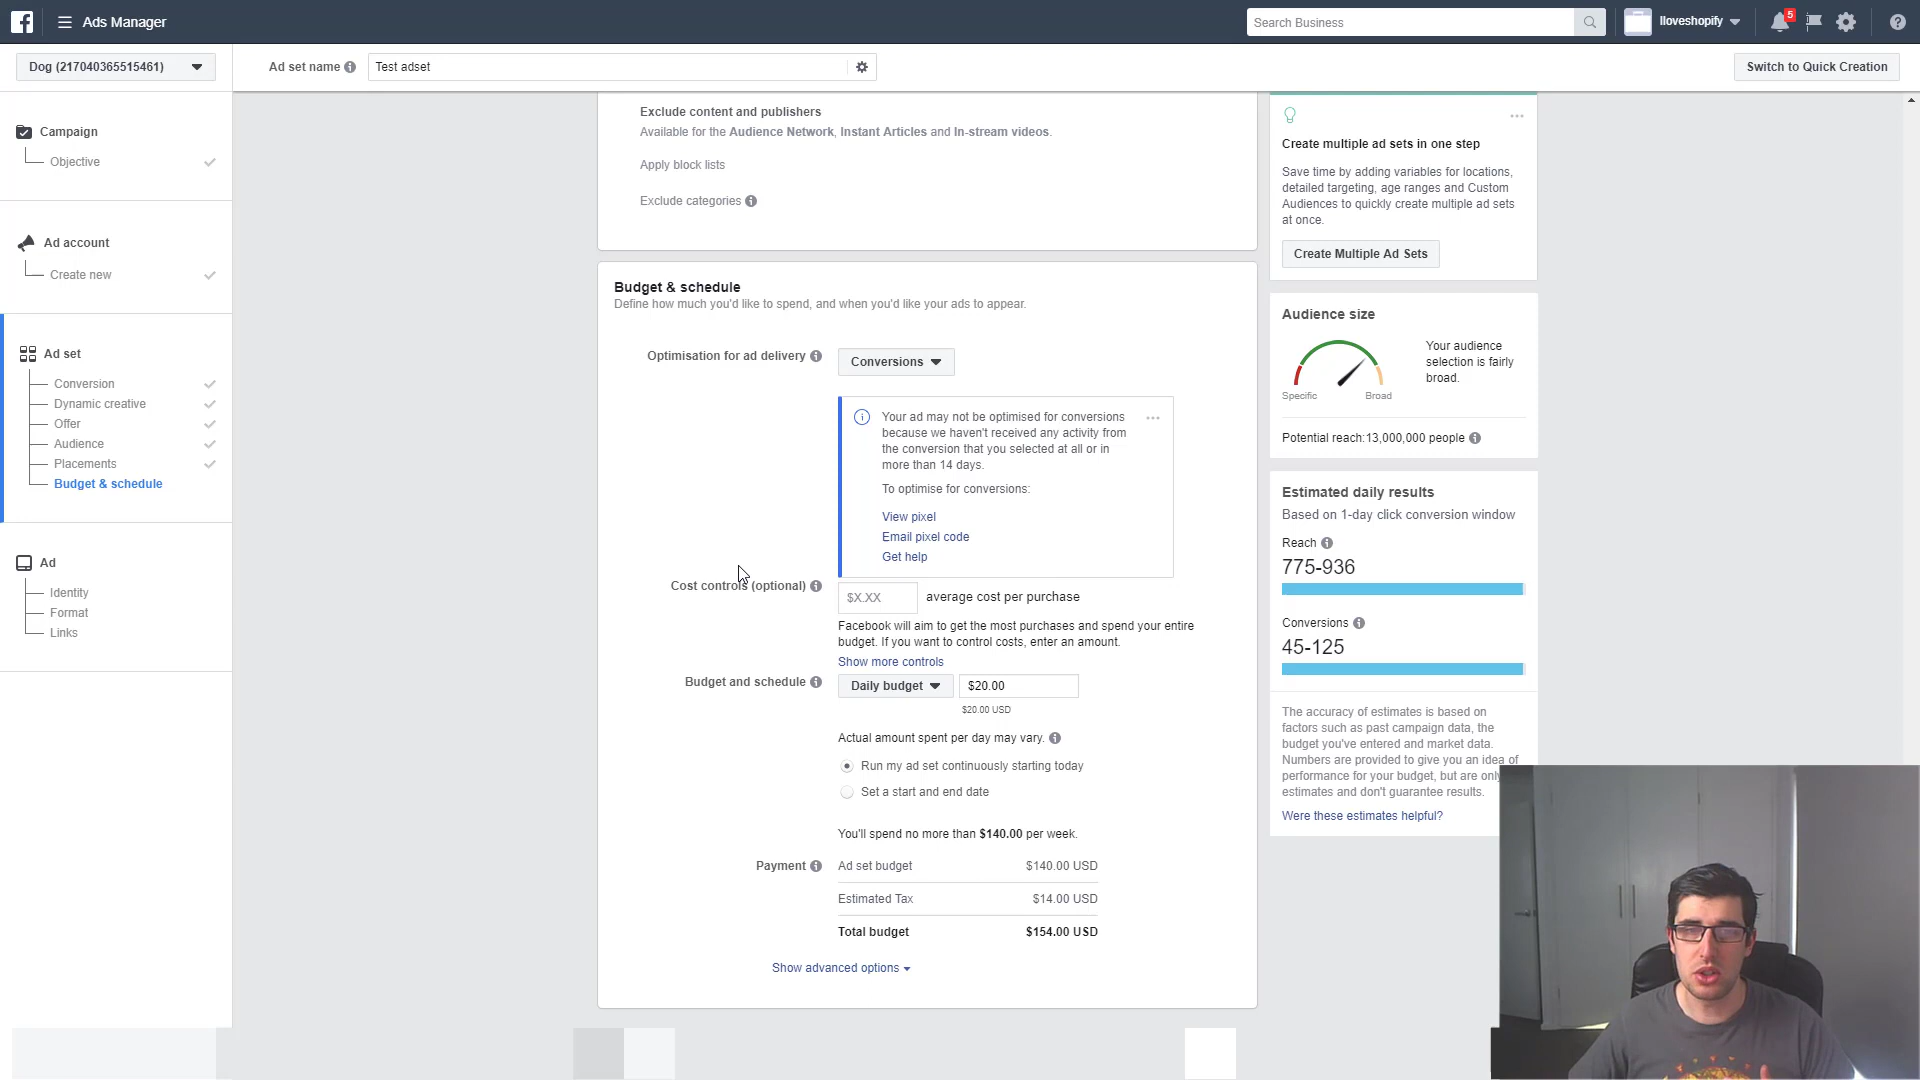 Ads Manager
Search Business
Iloveshopify
5
Dog (217040365515461)
Ad set name
Test adset
Switch to Quick Creation
Campaign
Objective
Ad account
Create new
Ad set
Conversion
Dynamic creative
Offer
Audience
Placements
Budget & schedule
Ad
Identity
Format
Links
Exclude content and publishers
Available for the Audience Network, Instant Articles and In-stream videos.
Apply block lists
Exclude categories
Budget & schedule
Define how much you'd like to spend, and when you'd like your ads to appear.
Optimisation for ad delivery
Conversions
Your ad may not be optimised for conversions
because we haven't received any activity from
the conversion that you selected at all or in
more than 14 days.
To optimise for conversions:
View pixel
Email pixel code
Get help
Cost controls (optional)
$X.XX
average cost per purchase
Facebook will aim to get the most purchases and spend your entire
budget. If you want to control costs, enter an amount.
Show more controls
Budget and schedule
Daily budget
$20.00
$20.00 USD
Actual amount spent per day may vary.
Run my ad set continuously starting today
Set a start and end date
You'll spend no more than $140.00 per week.
Payment
Ad set budget $140.00 USD
Estimated Tax $14.00 USD
Total budget $154.00 USD
Show advanced options
Create multiple ad sets in one step
Save time by adding variables for locations,
detailed targeting, age ranges and Custom
Audiences to quickly create multiple ad sets
at once.
Create Multiple Ad Sets
Audience size
Specific
Broad
Your audience
selection is fairly
broad.
Potential reach:13,000,000 people
Estimated daily results
Based on 1-day click conversion window
Reach
775-936
Conversions
45-125
The accuracy of estimates is based on
factors such as past campaign data, the
budget you've entered and market data.
Numbers are provided to give you an idea of
performance for your budget, but are only
estimates and don't guarantee results.
Were these estimates helpful?